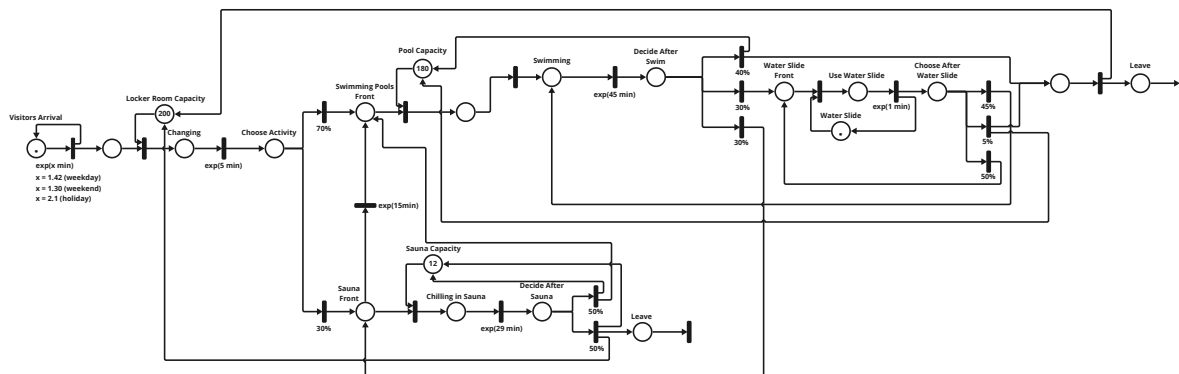 Visitors Arrival
exp(x min)
x = 1.42 (weekday)
x = 1.30 (weekend)
x = 2.1 (holiday)
Locker Room Capacity
200
Changing
exp(5 min)
Choose Activity
70%
30%
Swimming Pools
Front
Pool Capacity
180
exp(15min)
Swimming
exp(45 min)
Decide After
Swim
40%
30%
30%
Water Slide
Front
Use Water Slide
exp(1 min)
Water Slide
Choose After
Water Slide
45%
5%
50%
Leave
Sauna
Front
Sauna Capacity
12
Chilling in Sauna
exp(29 min)
Decide After
Sauna
50%
50%
Leave